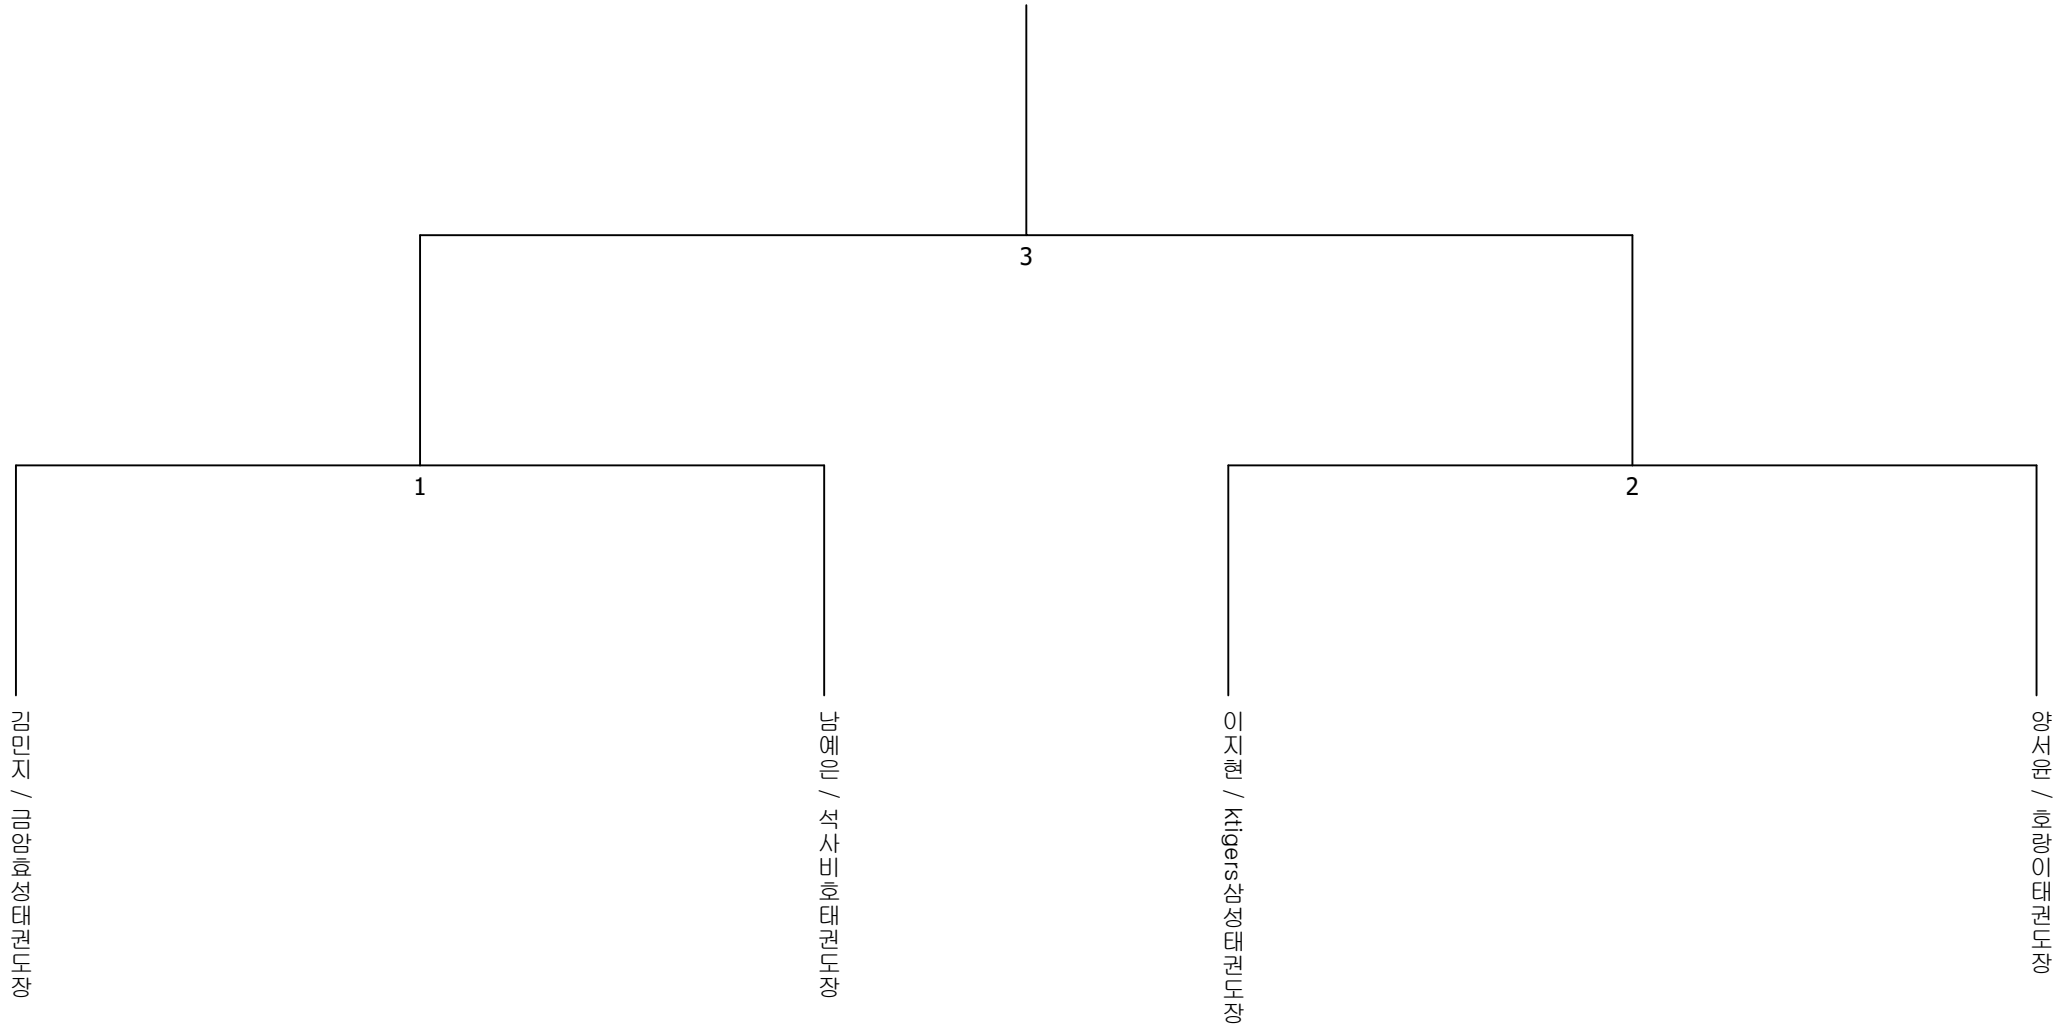 3
1
2
김민지 / 금암효성태권도장
남예은 / 석사비호태권도장
이지현 / Ktigers삼성태권도장
양서윤 / 호랑이태권도장